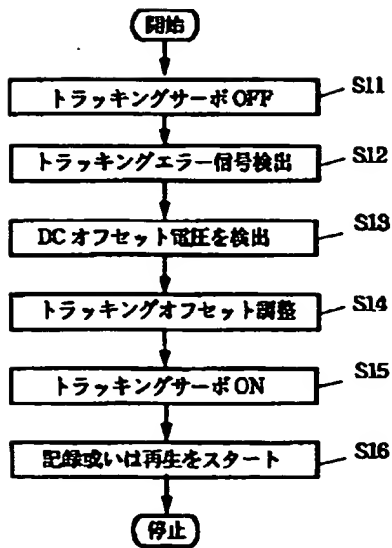 開始
トラッキングサーボOFF S11
トラッキングエラー信号検出 S12
DCオフセット電圧を検出 S13
トラッキングオフセット調整 S14
トラッキングサーボON S15
記録或いは再生をスタート S16
停止